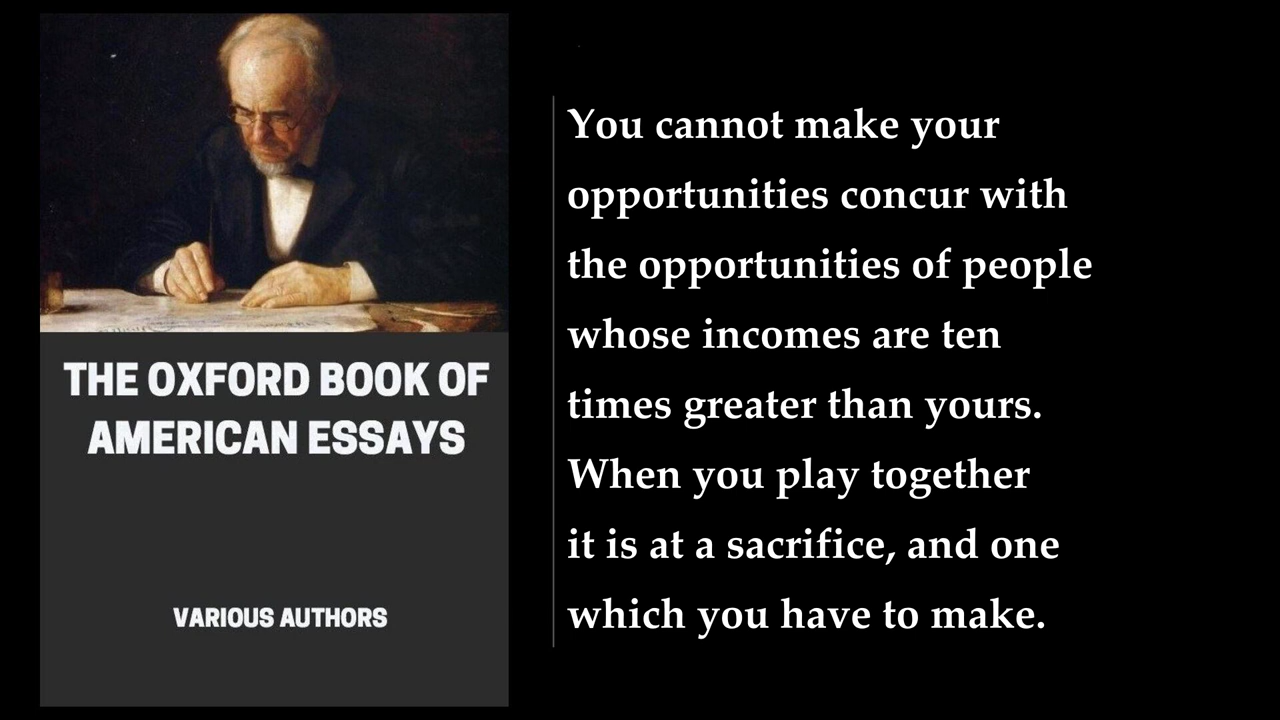 THE OXFORD BOOK OF
AMERICAN ESSAYS
VARIOUS AUTHORS
You cannot make your
opportunities concur with
the opportunities of people
whose incomes are ten
times greater than yours.
When you play together
it is at a sacrifice, and one
which you have to make.